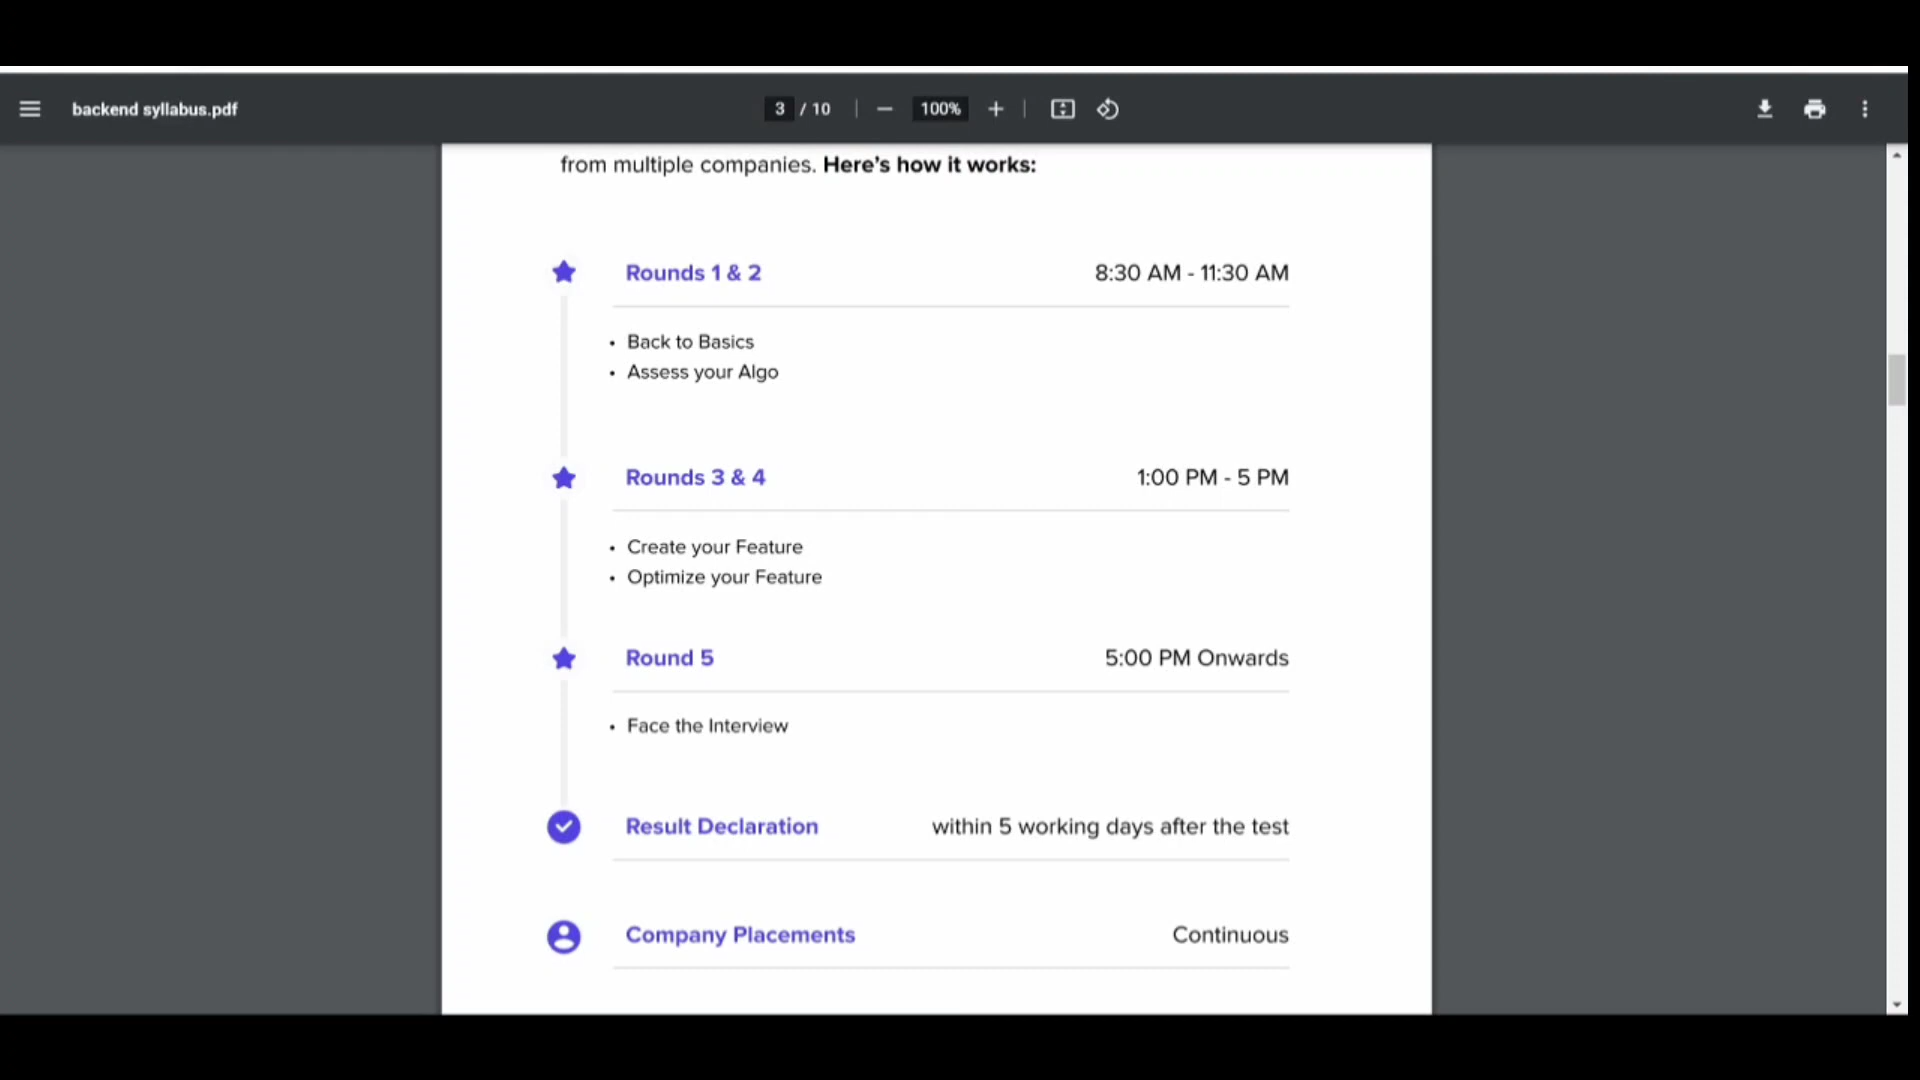 backend syllabus.pdf
3 / 10
100%
from multiple companies. Here's how it works:
Rounds 1 & 2 8:30 AM - 11:30 AM
• Back to Basics
• Assess your Algo
Rounds 3 & 4 1:00 PM - 5 PM
• Create your Feature
• Optimize your Feature
Round 5 5:00 PM Onwards
• Face the Interview
Result Declaration within 5 working days after the test
Company Placements Continuous